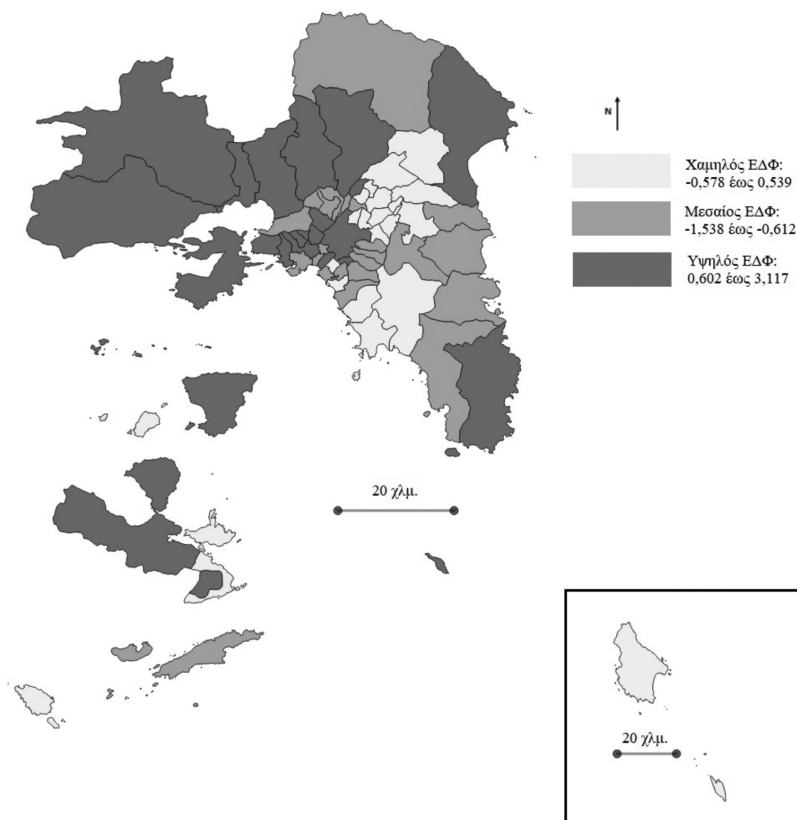 N
Χαμηλός ΕΔΦ:
-0,578 έως 0,539
Μεσαίος ΕΔΦ:
-1,538 έως -0,612
Υψηλός ΕΔΦ:
0,602 έως 3,117
20 χλμ.
20 χλμ.